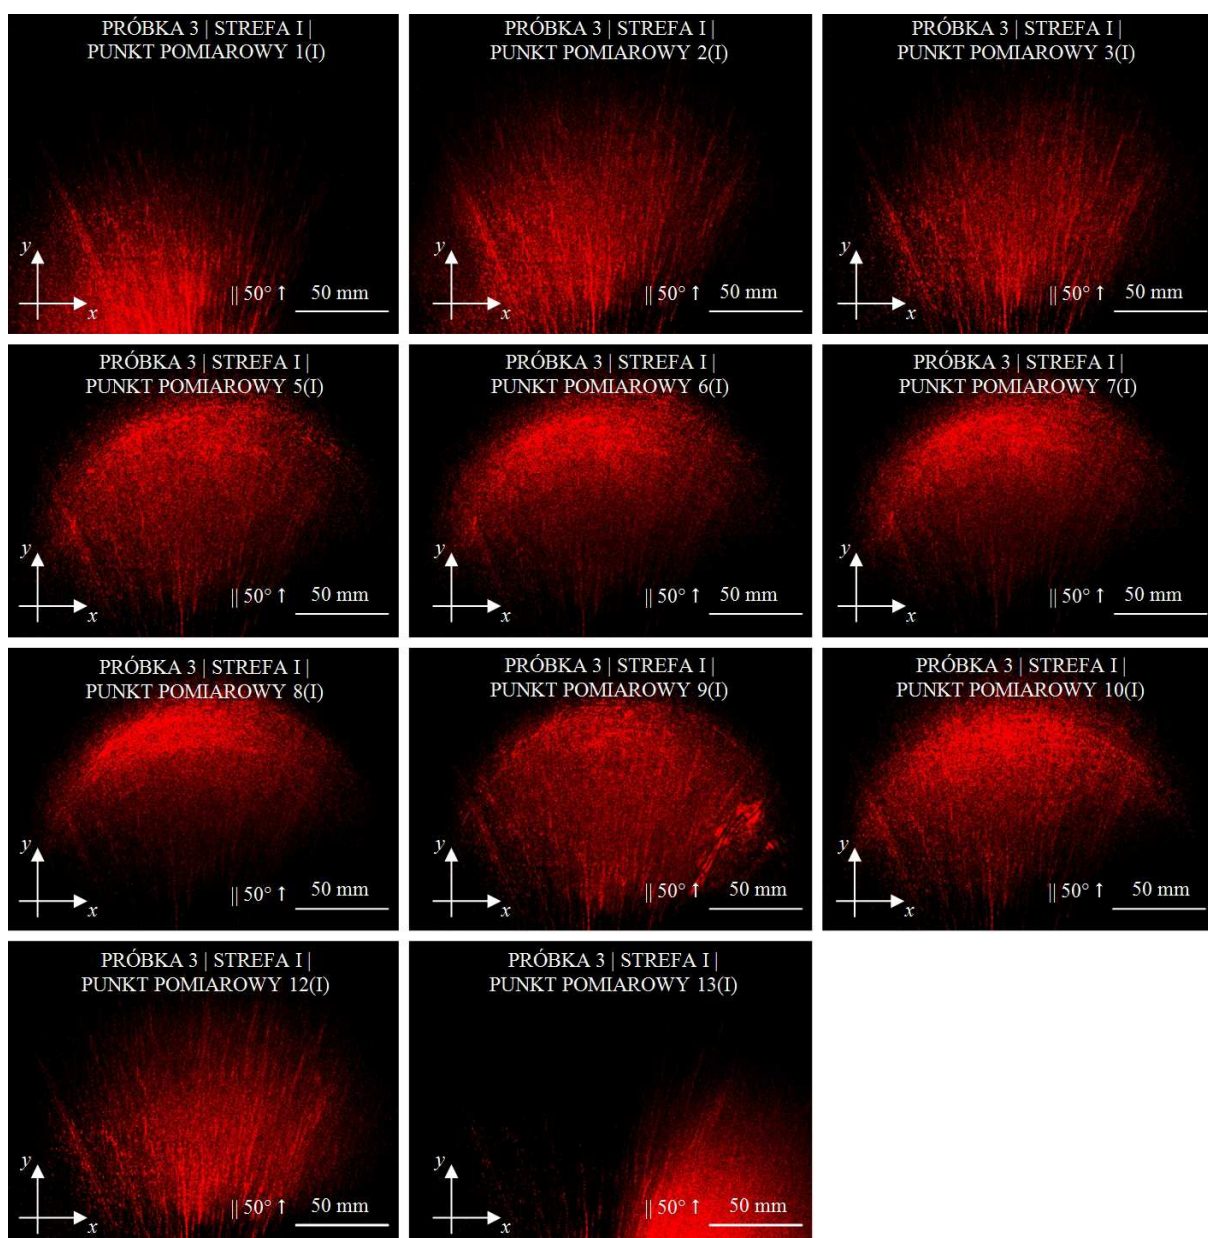 PRÓBKA 3 | STREFA I |
PUNKT POMIAROWY 1(I)
y
x
|| 50° ↑ 50 mm
PRÓBKA 3 | STREFA I |
PUNKT POMIAROWY 2(I)
y
x
|| 50° ↑ 50 mm
PRÓBKA 3 | STREFA I |
PUNKT POMIAROWY 3(I)
y
x
|| 50° ↑ 50 mm
PRÓBKA 3 | STREFA I |
PUNKT POMIAROWY 5(I)
y
x
|| 50° ↑ 50 mm
PRÓBKA 3 | STREFA I |
PUNKT POMIAROWY 6(I)
y
x
|| 50° ↑ 50 mm
PRÓBKA 3 | STREFA I |
PUNKT POMIAROWY 7(I)
y
x
|| 50° ↑ 50 mm
PRÓBKA 3 | STREFA I |
PUNKT POMIAROWY 8(I)
y
x
|| 50° ↑ 50 mm
PRÓBKA 3 | STREFA I |
PUNKT POMIAROWY 9(I)
y
x
|| 50° ↑ 50 mm
PRÓBKA 3 | STREFA I |
PUNKT POMIAROWY 10(I)
y
x
|| 50° ↑ 50 mm
PRÓBKA 3 | STREFA I |
PUNKT POMIAROWY 12(I)
y
x
|| 50° ↑ 50 mm
PRÓBKA 3 | STREFA I |
PUNKT POMIAROWY 13(I)
y
x
|| 50° ↑ 50 mm